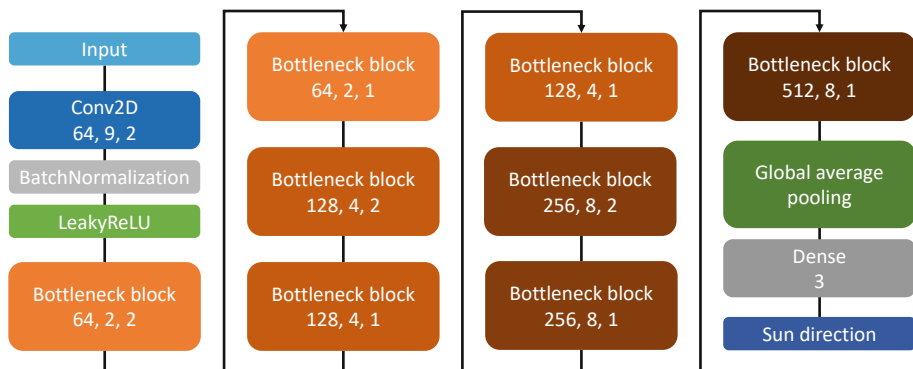 Input
Conv2D
64, 9, 2
BatchNormalization
LeakyReLU
Bottleneck block
64, 2, 2
Bottleneck block
64, 2, 1
Bottleneck block
128, 4, 2
Bottleneck block
128, 4, 1
Bottleneck block
128, 4, 1
Bottleneck block
256, 8, 2
Bottleneck block
256, 8, 1
Bottleneck block
512, 8, 1
Global average
pooling
Dense
3
Sun direction